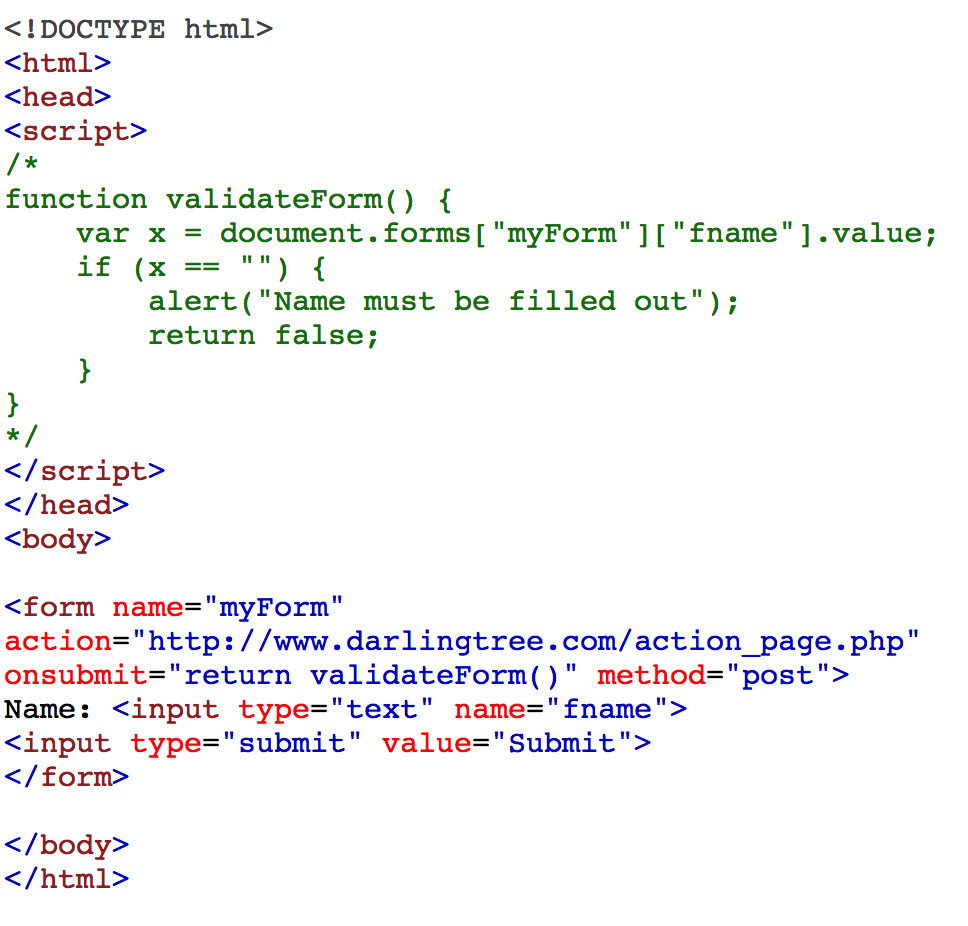 <!DOCTYPE html>
<html>
<head>
<script>
/*
function validateForm() {
    var x = document.forms["myForm"]["fname"].value;
    if (x == "") {
        alert("Name must be filled out");
        return false;
    }
}
*/
</script>
</head>
<body>

<form name="myForm"
action="http://www.darlingtree.com/action_page.php"
onsubmit="return validateForm()" method="post">
Name: <input type="text" name="fname">
<input type="submit" value="Submit">
</form>

</body>
</html>